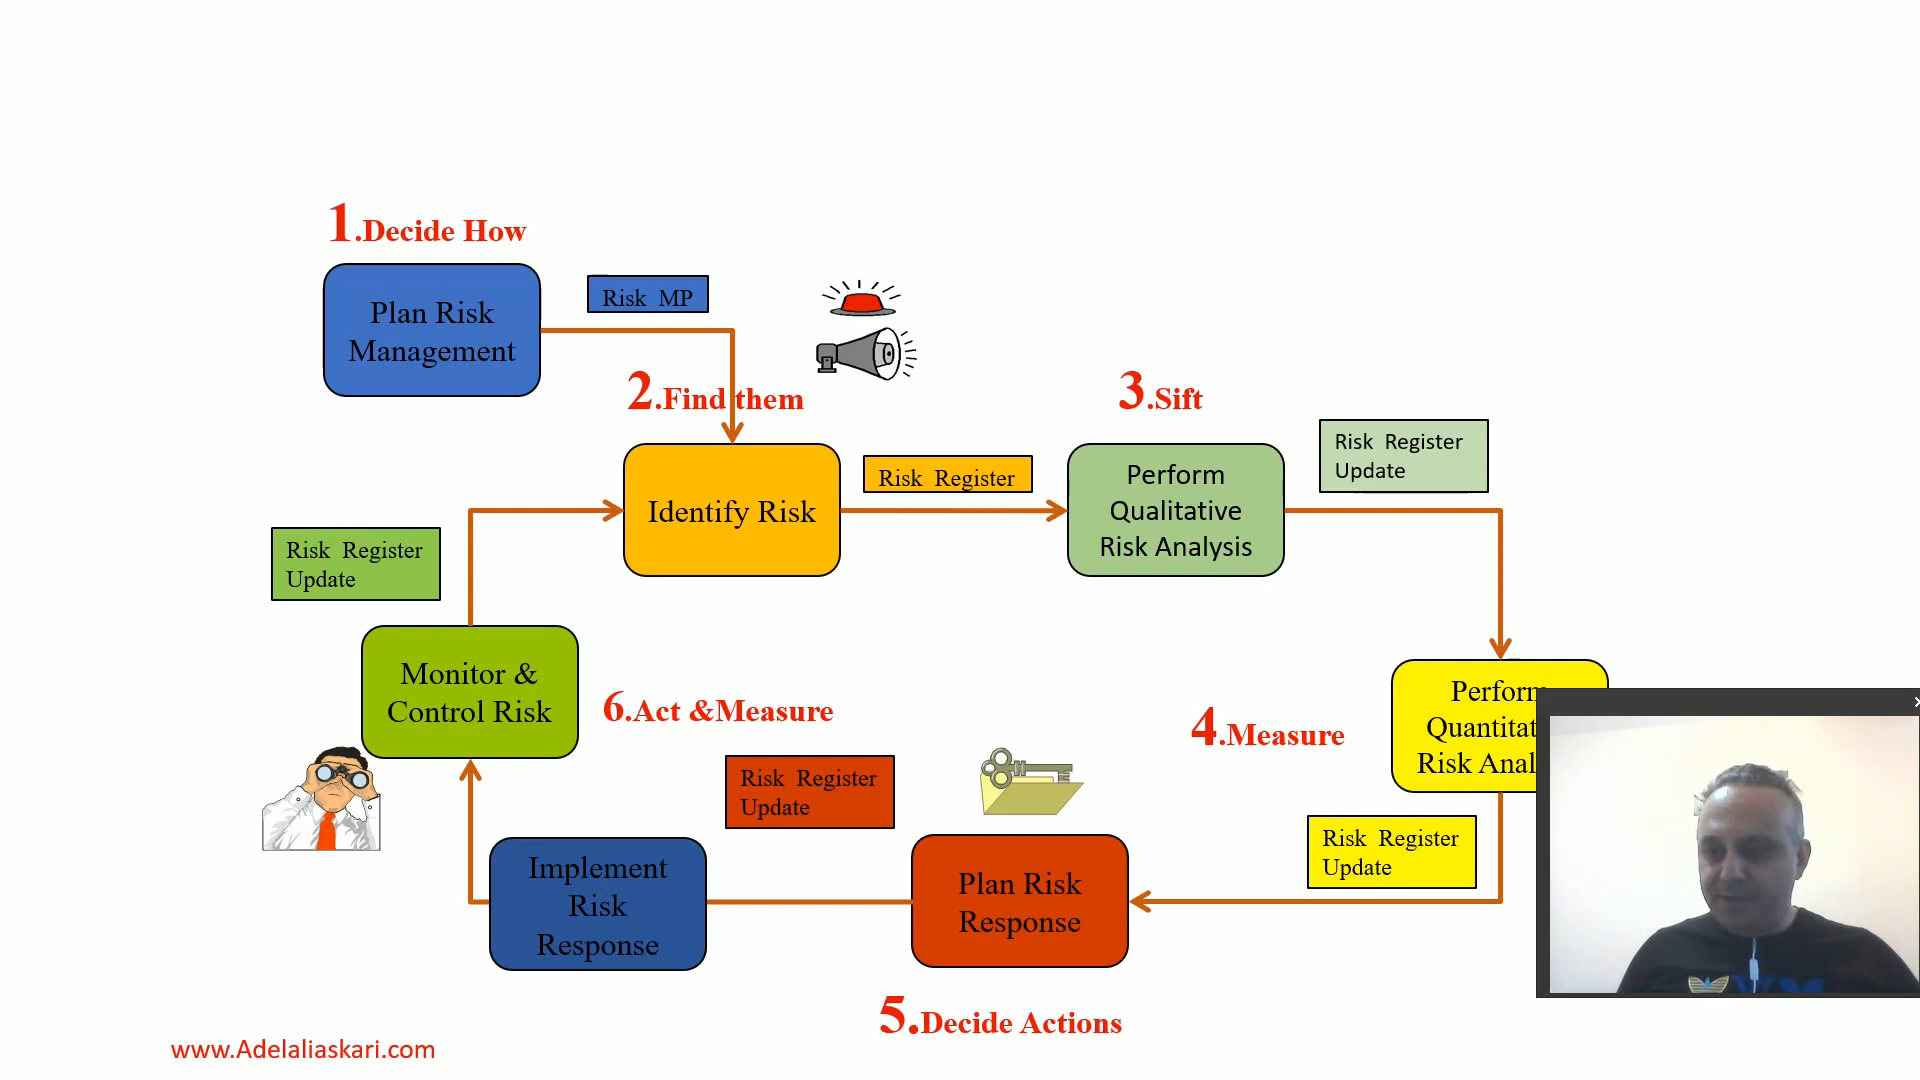 1.Decide How
Plan Risk
Management
Risk MP
2.Find them
3.Sift
Identify Risk
Risk Register
Perform
Qualitative
Risk Analysis
Risk Register
Update
Risk Register
Update
Monitor &
Control Risk
6.Act &Measure
4.Measure
Perform
Risk
Risk Register
Update
Risk Register
Update
Implement
Risk
Response
Plan Risk
Response
5.Decide Actions
www.Adelaliaskari.com